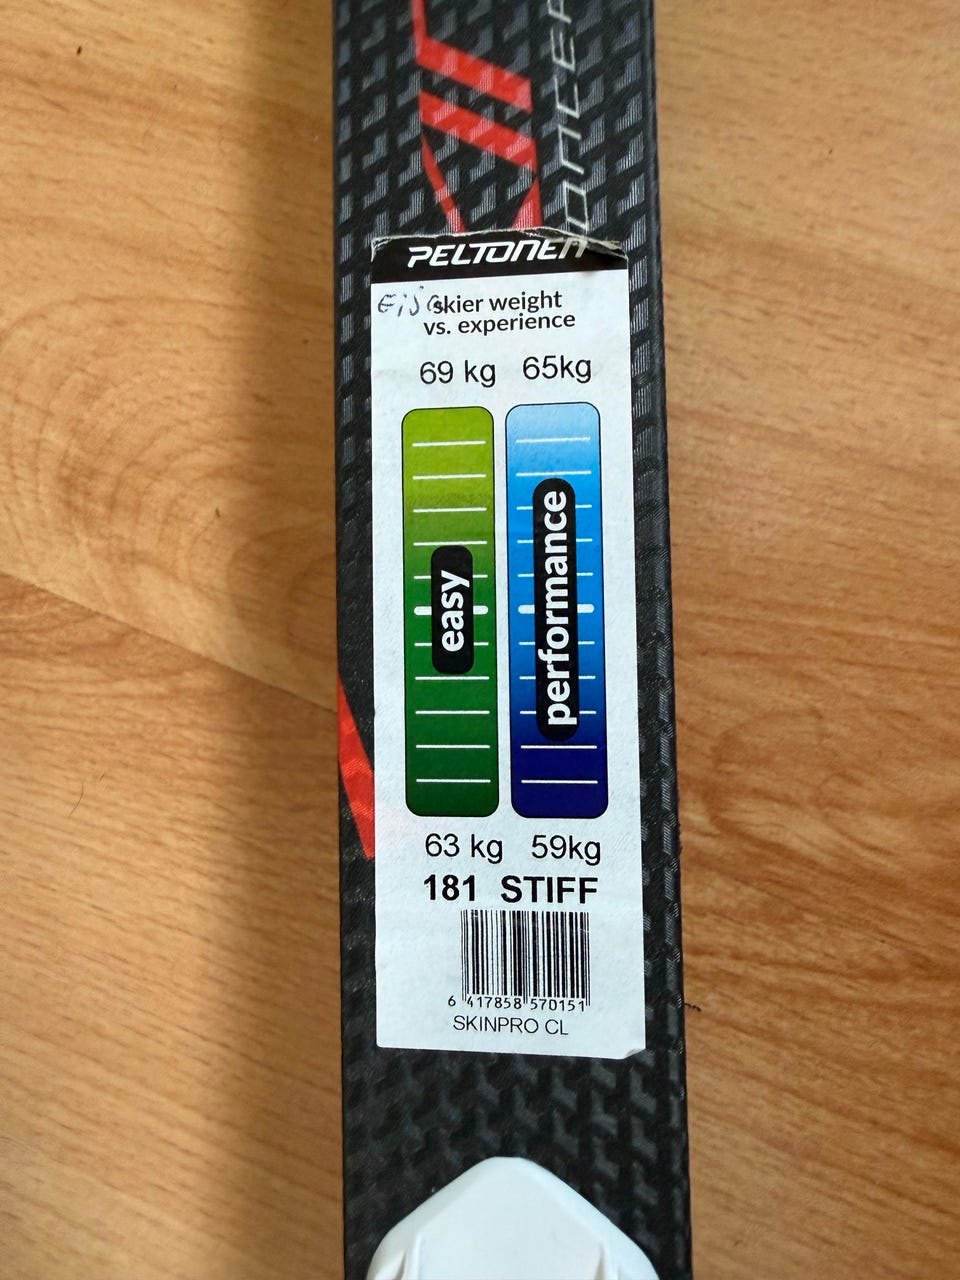 PELTONEN
Eija
skier weight
vs. experience
69 kg 65kg
easy
performance
63 kg 59kg
181 STIFF
6 417858 570151
SKINPRO CL